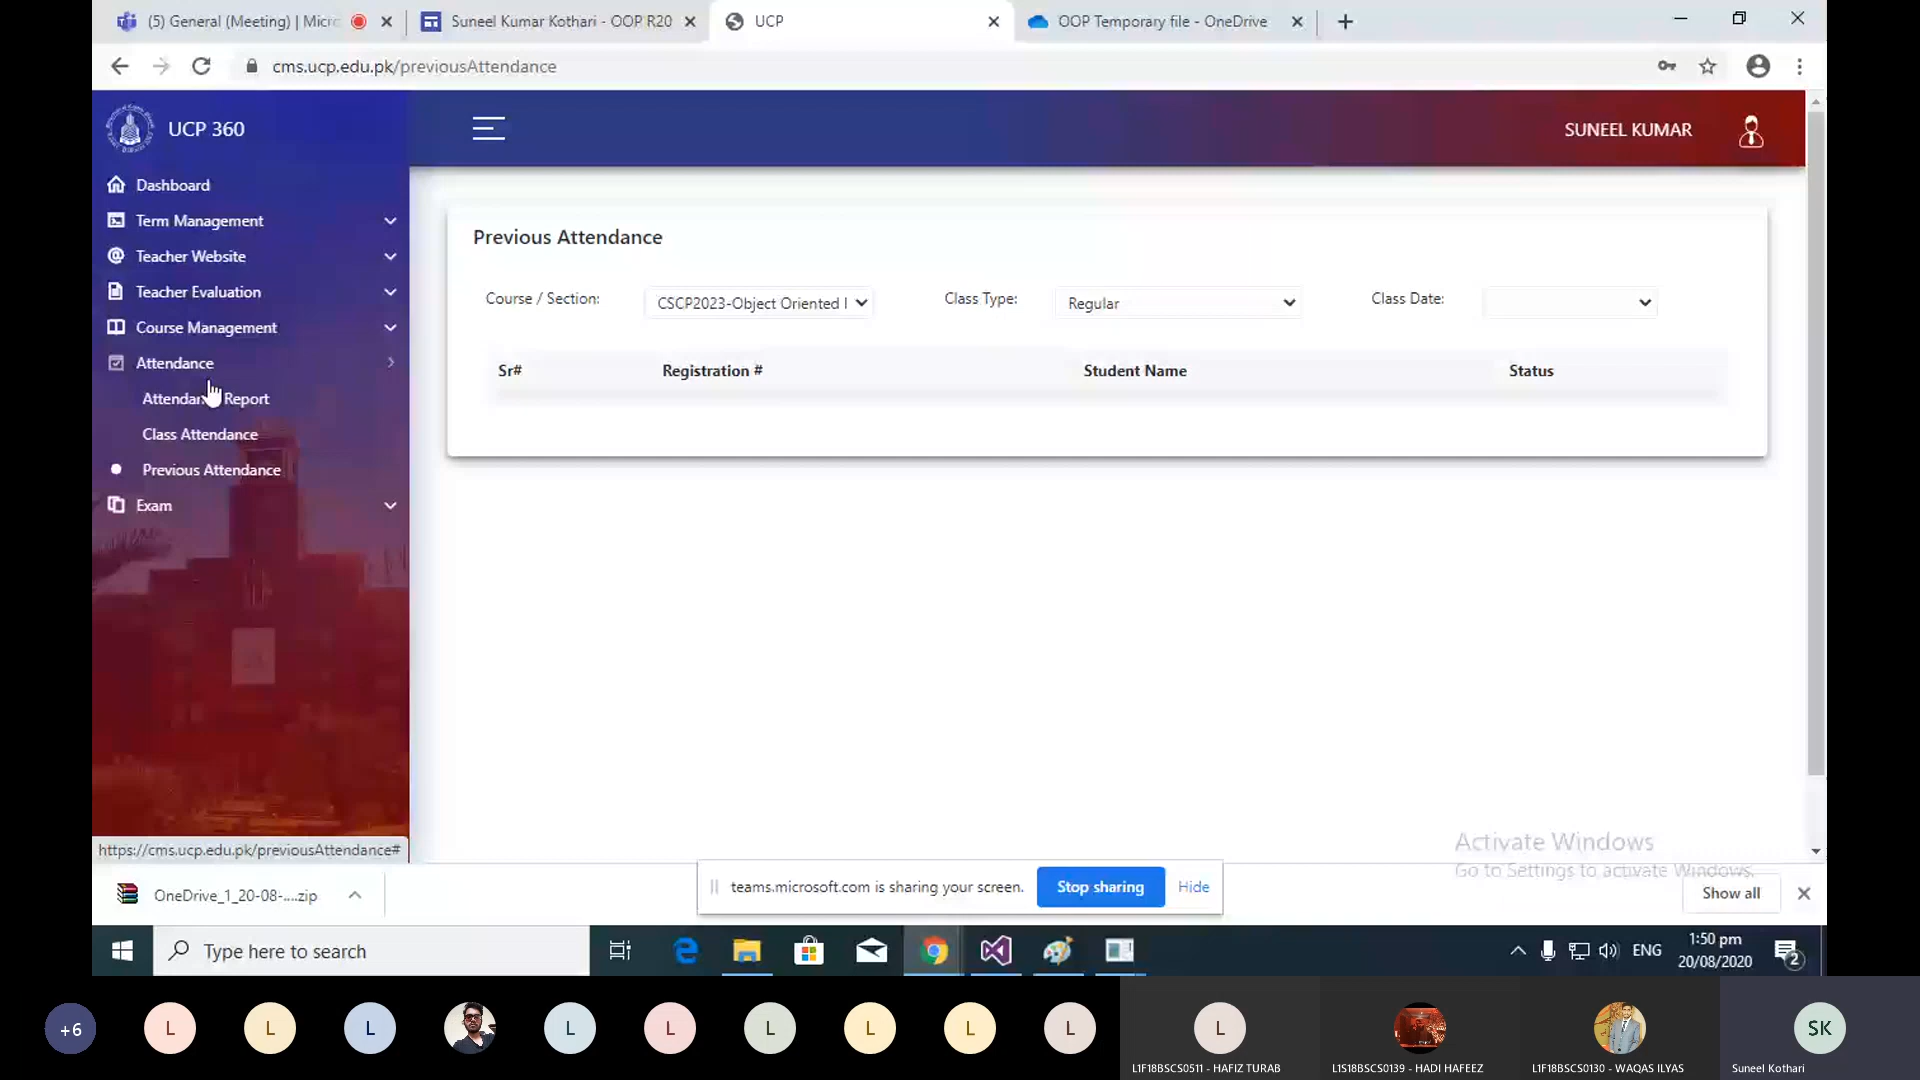 (5) General (Meeting) | Micro
Suneel Kumar Kothari - OOP R20
UCP
OOP Temporary file - OneDrive
cms.ucp.edu.pk/previousAttendance
UCP 360
SUNEEL KUMAR
Dashboard
Term Management
Teacher Website
Teacher Evaluation
Course Management
Attendance
Attendance Report
Class Attendance
Previous Attendance
Exam
Previous Attendance
Course / Section:
CSCP2023-Object Oriented
Class Type:
Regular
Class Date:
Sr#
Registration #
Student Name
Status
https://cms.ucp.edu.pk/previousAttendance#
Activate Windows
Go to Settings to activate Windows.
OneDrive_1_20-08-....zip
teams.microsoft.com is sharing your screen.
Stop sharing
Hide
Show all
Type here to search
ENG
1:50 pm
20/08/2020
2
+6
L
L
L
L
L
L
L
L
L
L
SK
L1F18BSCS0511 - HAFIZ TURAB
L1S18BSCS0139 - HADI HAFEEZ
L1F18BSCS0130 - WAQAS ILYAS
Suneel Kothari